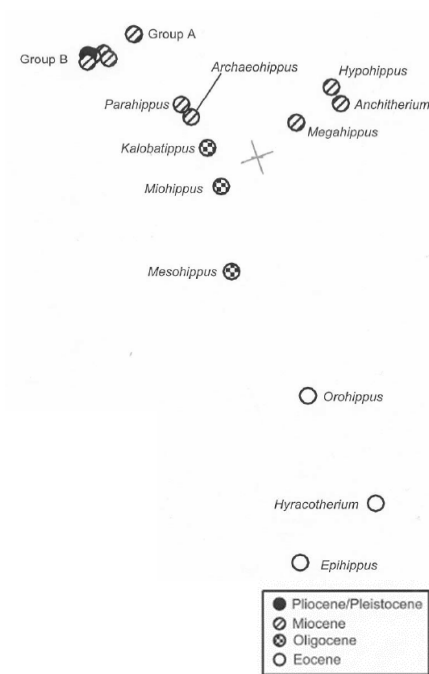 Group A
Group B
Archaeohippus
Hypohippus
Parahippus
Anchitherium
Megahippus
Kalobatippus
Miohippus
Mesohippus
Orohippus
Hyracotherium
Epihippus
Pliocene/Pleistocene
Miocene
Oligocene
Eocene